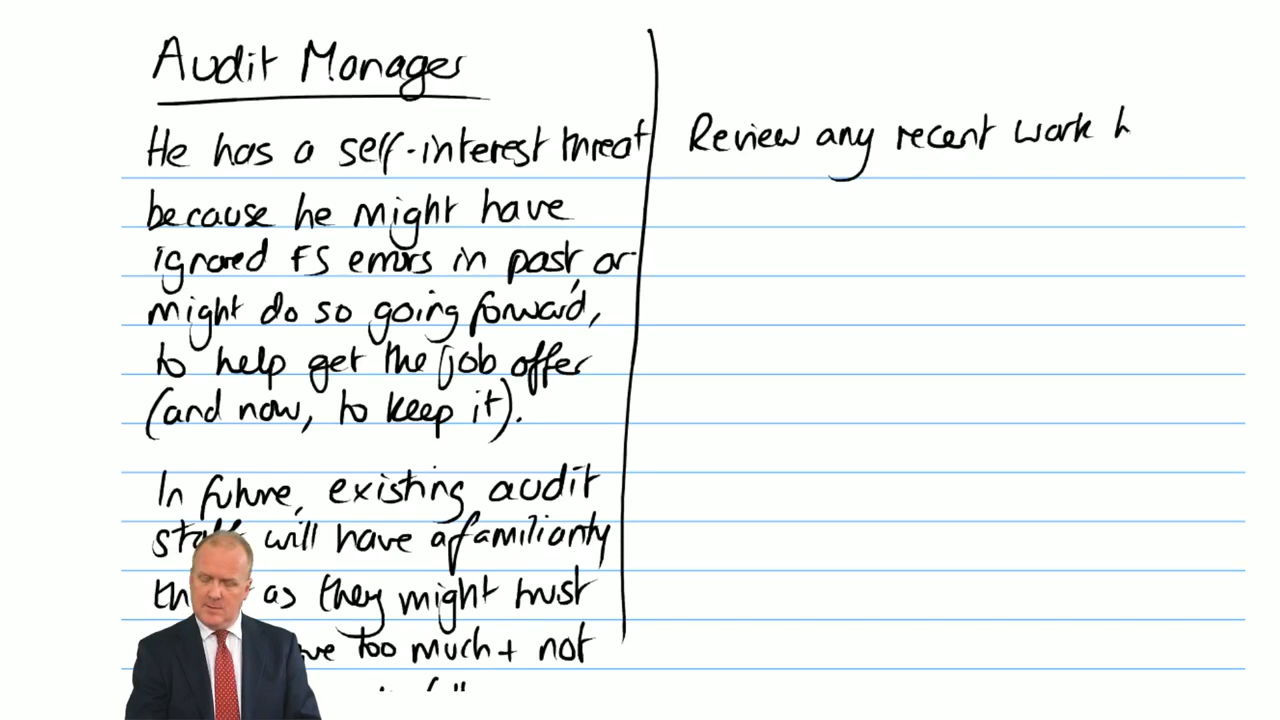 Audit Manager
He has a self-interest threat
because he might have
ignored FS errors in past, or
might do so going forward,
to help get the job offer
(and now, to keep it).
In future, existing audit
will have a familiarity
as they might trust
too much + not
Review any recent work h